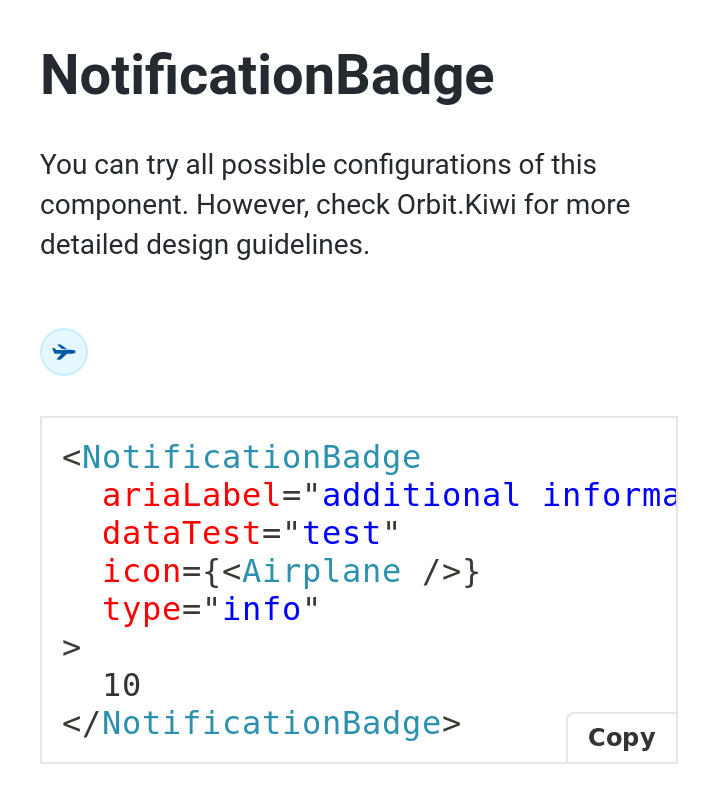 NotificationBadge
You can try all possible configurations of this
component. However, check Orbit.Kiwi for more
detailed design guidelines.
<NotificationBadge
  ariaLabel="additional informa
  dataTest="test"
  icon={<Airplane />}
  type="info"
>
  10
</NotificationBadge>
Copy